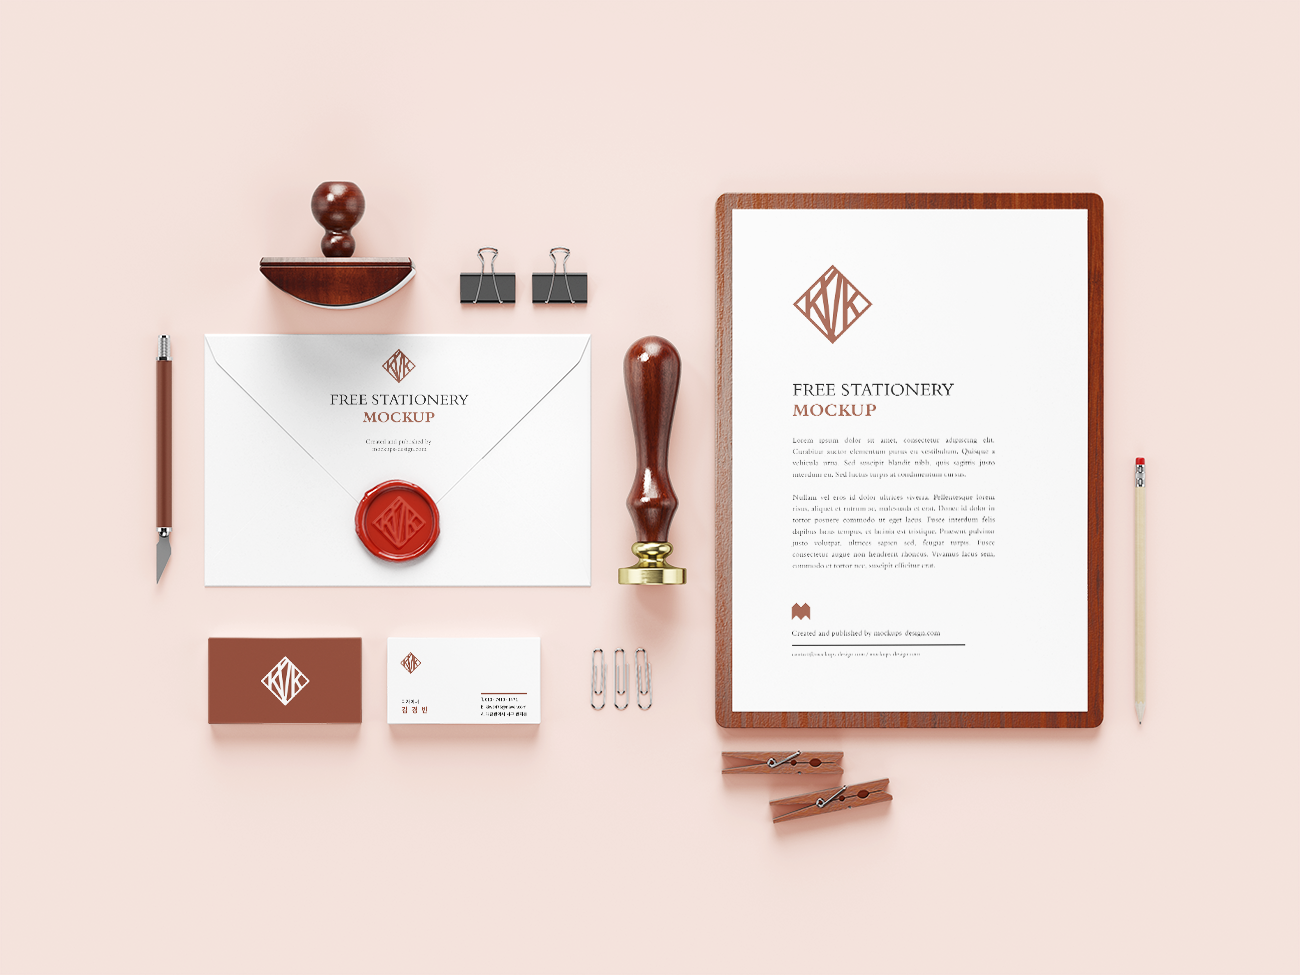 FREE STATIONERY
MOCKUP
Created and published by
mockups-design.com
FREE STATIONERY
MOCKUP
Lorem ipsum dolor sit amet, consectetur adipiscing elit.
Curabitur auctor elementum purus eu vestibulum. Quisque a
vehicula urna. Sed suscipit blandit nibh, quis sagittis justo
interdum eu. Sed luctus turpis at condimentum cursus.
Nullam vel eros id dolor ultrices viverra. Pellentesque lorem
risus, aliquet et rutrum ac, malesuada et erat. Donec id dolor in
tortor posuere commodo ut eget lacus. Fusce interdum felis
dapibus lacus tempus, et lacinia est tristique. Praesent pulvinar
justo volutpat, ultrices sapien sed, feugiat turpis. Fusce
consectetur augue non hendrerit rhoncus. Vivamus lacus sem,
commodo et tortor nec, suscipit efficitur erat.
Created and published by mockups-design.com
KVK
KVK
김 경 빈